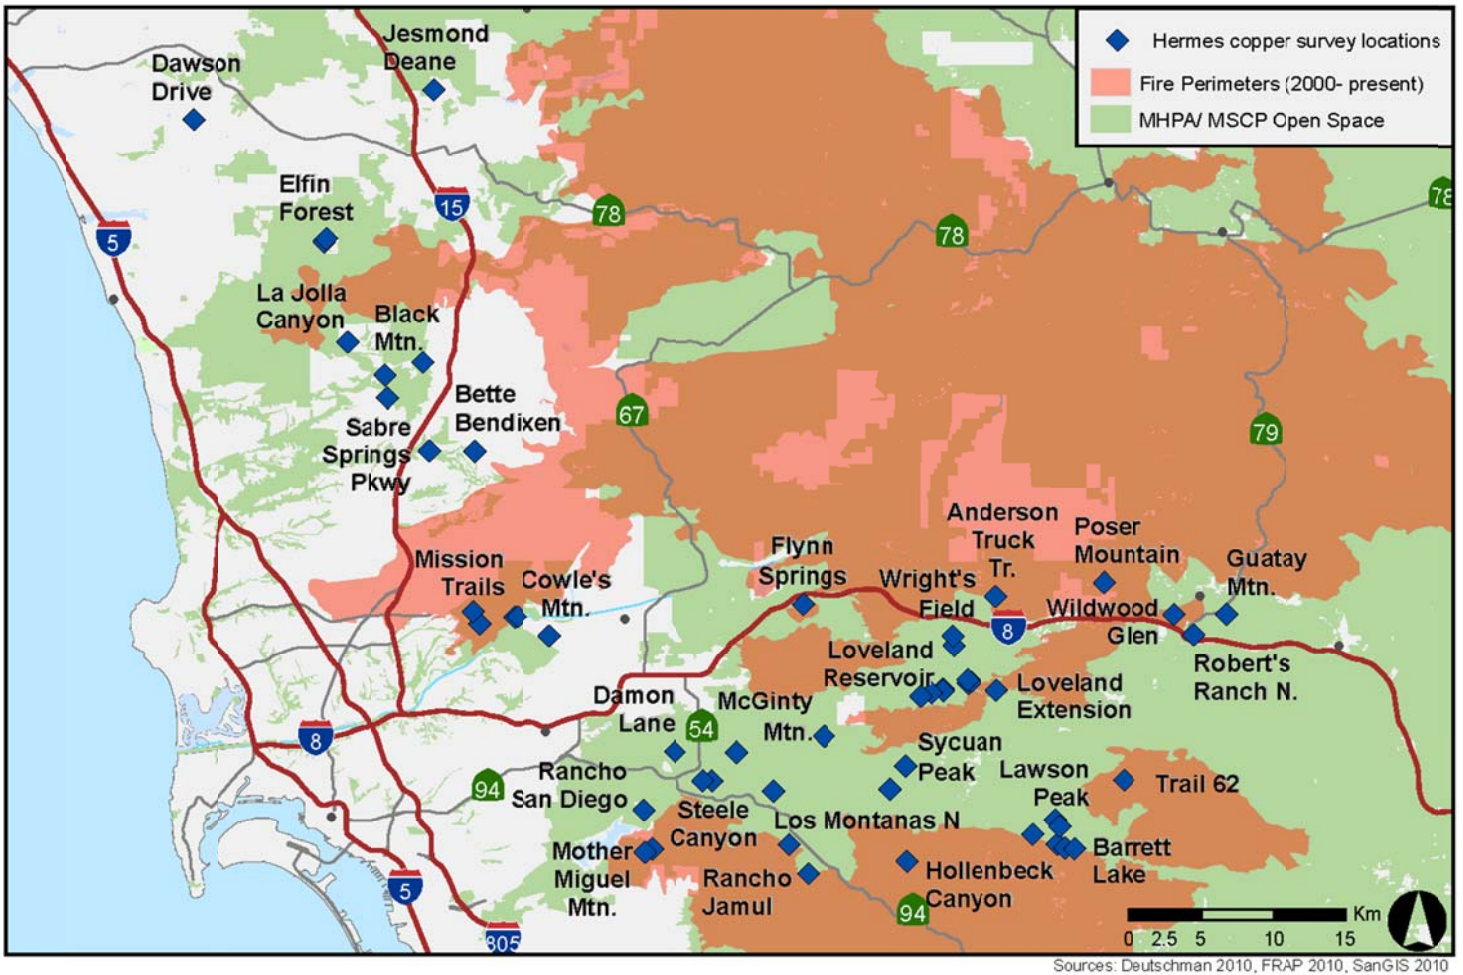 Hermes copper survey locations
Fire Perimeters (2000- present)
MHPA/ MSCP Open Space
Jesmond
Deane
Dawson
Drive
Elfin
Forest
15
78
78
78
5
La Jolla
Canyon
Black
Mtn.
67
79
Bette
Bendixen
Sabre
Springs
Pkwy
Anderson
Truck
Tr.
Poser
Mountain
Flynn
Springs
Guatay
Mtn.
Mission
Trails
Cowle's
Mtn.
Wright's
Field
8
Wildwood
Glen
Loveland
Reservoir
Robert's
Ranch N.
Loveland
Extension
Damon
Lane
McGinty
Mtn.
54
8
Sycuan
Peak
Lawson
Peak
Trail 62
94
Rancho
San Diego
Steele
Canyon
Los Montanas N
Mother
Miguel
Mtn.
Barrett
Lake
Rancho
Jamul
Hollenbeck
Canyon
5
94
805
Km
0 2.5 5 10 15
Sources: Deutschman 2010, FRAP 2010, SanGIS 2010